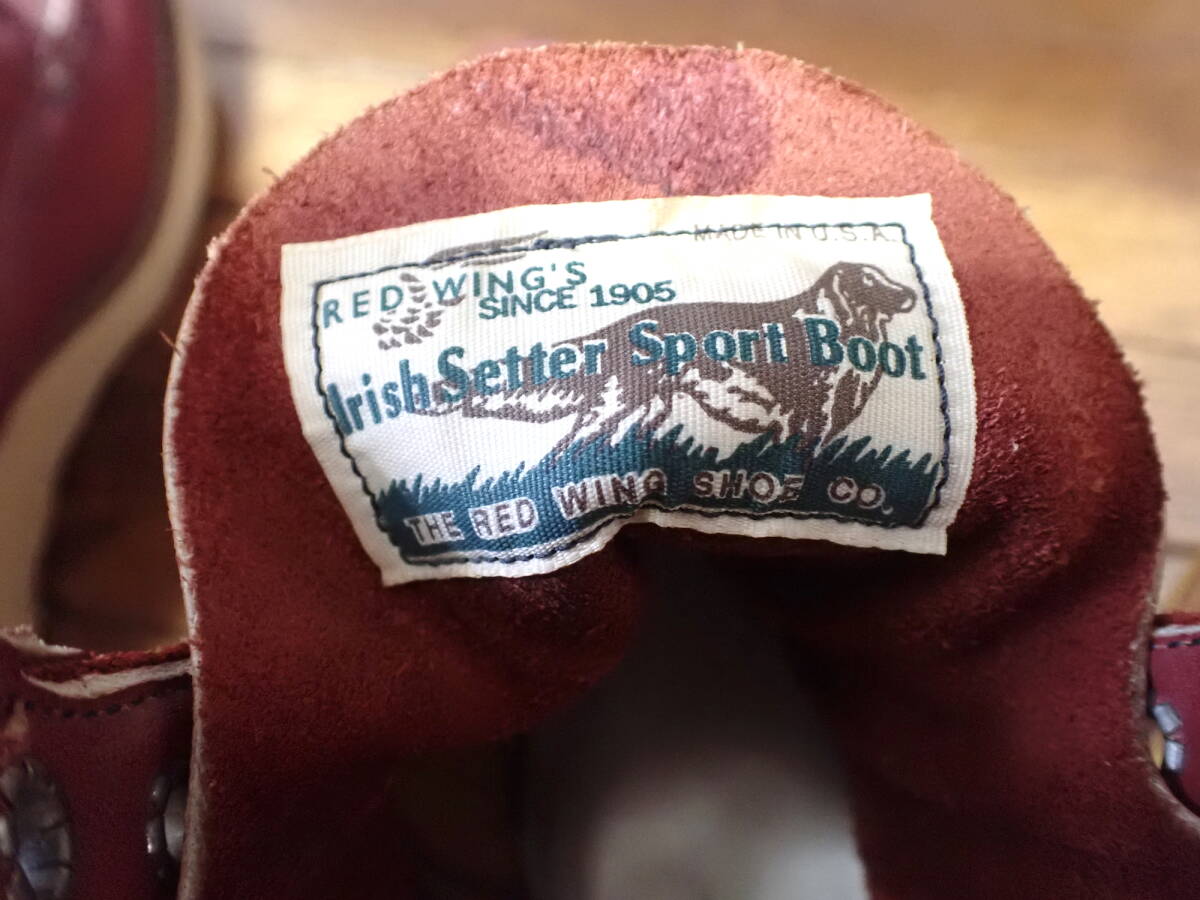 MADE IN U.S.A.
RED WING'S
SINCE 1905
Irish Setter Sport Boot
THE RED WING SHOE CO.